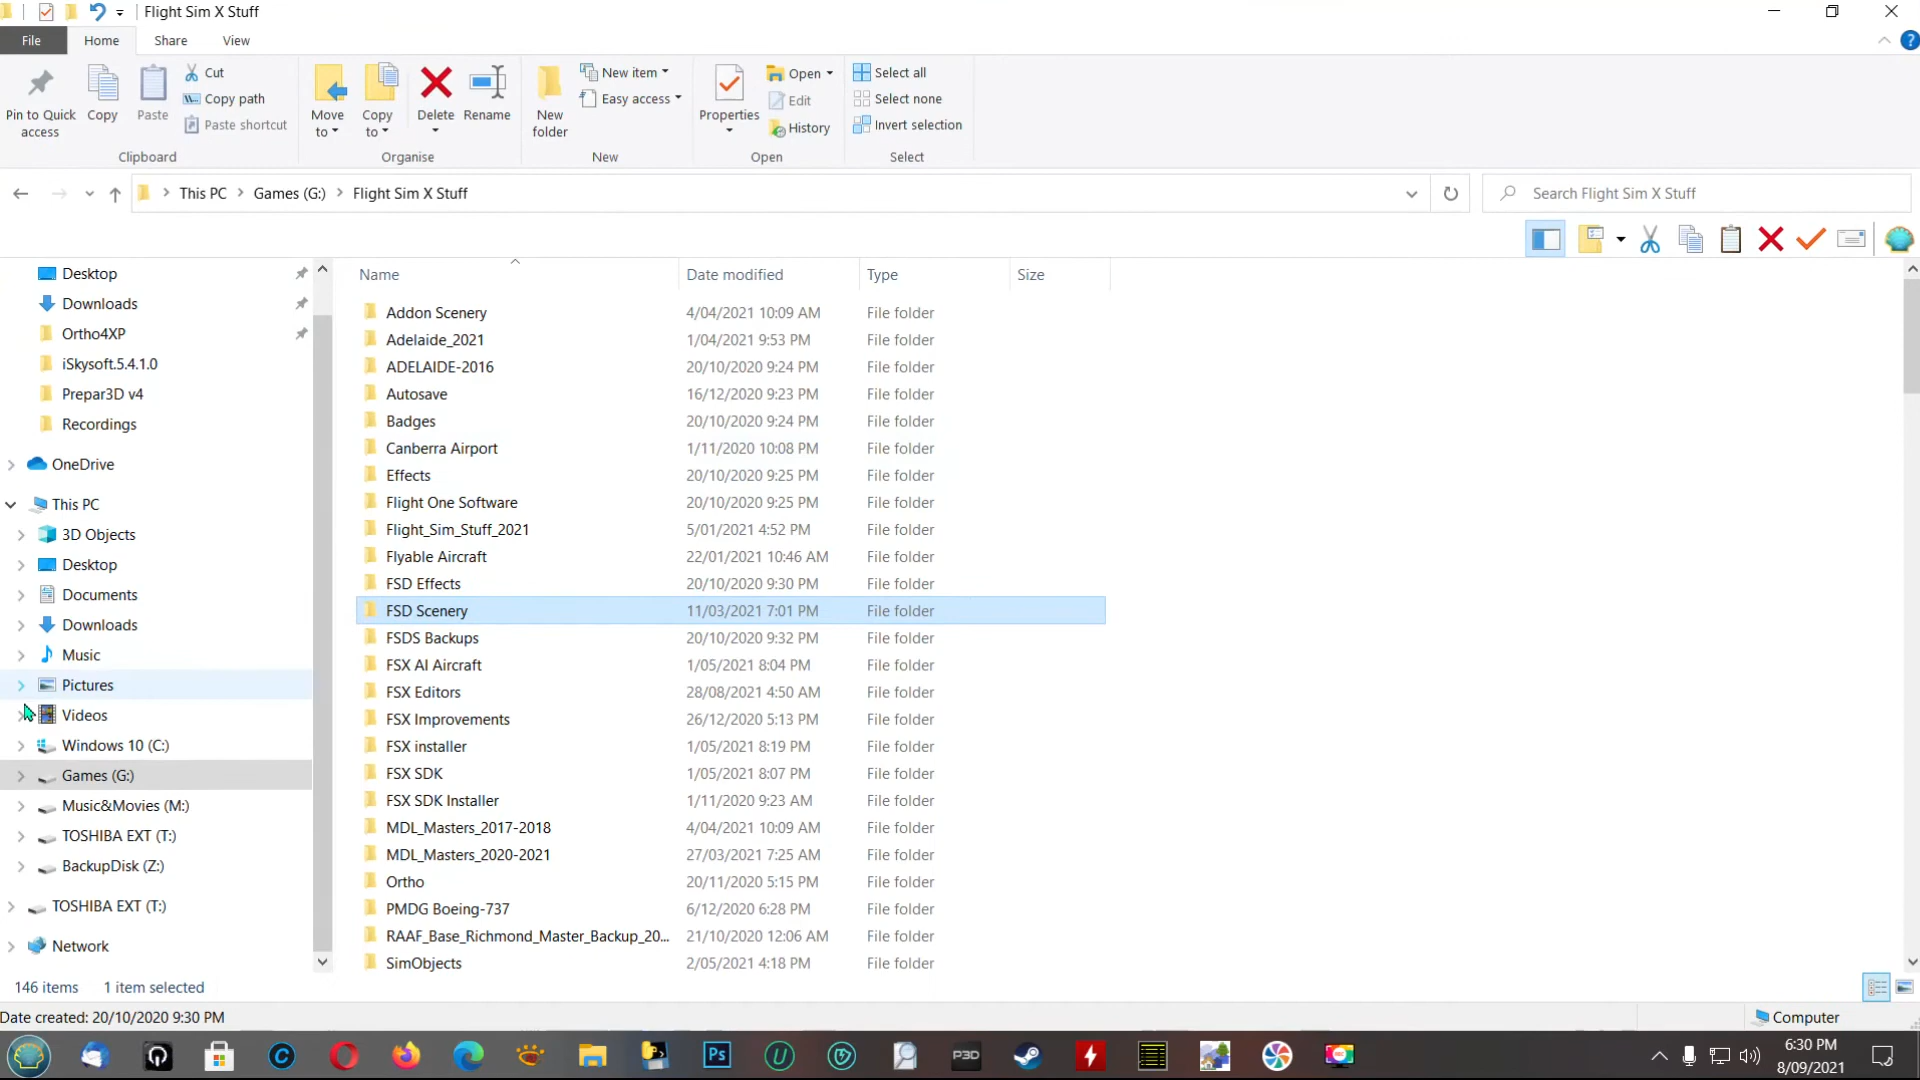 Flight Sim X Stuff
File Home Share View
Pin to Quick access
Copy
Paste
Cut
Copy path
Paste shortcut
Clipboard
Move to
Copy to
Delete
Rename
Organise
New folder
New item
Easy access
New
Properties
Open
Edit
History
Open
Select all
Select none
Invert selection
Select
This PC > Games (G:) > Flight Sim X Stuff
Search Flight Sim X Stuff
Desktop
Downloads
Ortho4XP
iSkysoft.5.4.1.0
Prepar3D v4
Recordings
OneDrive
This PC
3D Objects
Desktop
Documents
Downloads
Music
Pictures
Videos
Windows 10 (C:)
Games (G:)
Music&Movies (M:)
TOSHIBA EXT (T:)
BackupDisk (Z:)
TOSHIBA EXT (T:)
Network
Name Date modified Type Size
Addon Scenery 4/04/2021 10:09 AM File folder
Adelaide_2021 1/04/2021 9:53 PM File folder
ADELAIDE-2016 20/10/2020 9:24 PM File folder
Autosave 16/12/2020 9:23 PM File folder
Badges 20/10/2020 9:24 PM File folder
Canberra Airport 1/11/2020 10:08 PM File folder
Effects 20/10/2020 9:25 PM File folder
Flight One Software 20/10/2020 9:25 PM File folder
Flight_Sim_Stuff_2021 5/01/2021 4:52 PM File folder
Flyable Aircraft 22/01/2021 10:46 AM File folder
FSD Effects 20/10/2020 9:30 PM File folder
FSD Scenery 11/03/2021 7:01 PM File folder
FSDS Backups 20/10/2020 9:32 PM File folder
FSX AI Aircraft 1/05/2021 8:04 PM File folder
FSX Editors 28/08/2021 4:50 AM File folder
FSX Improvements 26/12/2020 5:13 PM File folder
FSX installer 1/05/2021 8:19 PM File folder
FSX SDK 1/05/2021 8:07 PM File folder
FSX SDK Installer 1/11/2020 9:23 AM File folder
MDL_Masters_2017-2018 4/04/2021 10:09 AM File folder
MDL_Masters_2020-2021 27/03/2021 7:25 AM File folder
Ortho 20/11/2020 5:15 PM File folder
PMDG Boeing-737 6/12/2020 6:28 PM File folder
RAAF_Base_Richmond_Master_Backup_20... 21/10/2020 12:06 AM File folder
SimObjects 2/05/2021 4:18 PM File folder
146 items 1 item selected
Date created: 20/10/2020 9:30 PM
Computer
Ps
P3D
6:30 PM
8/09/2021